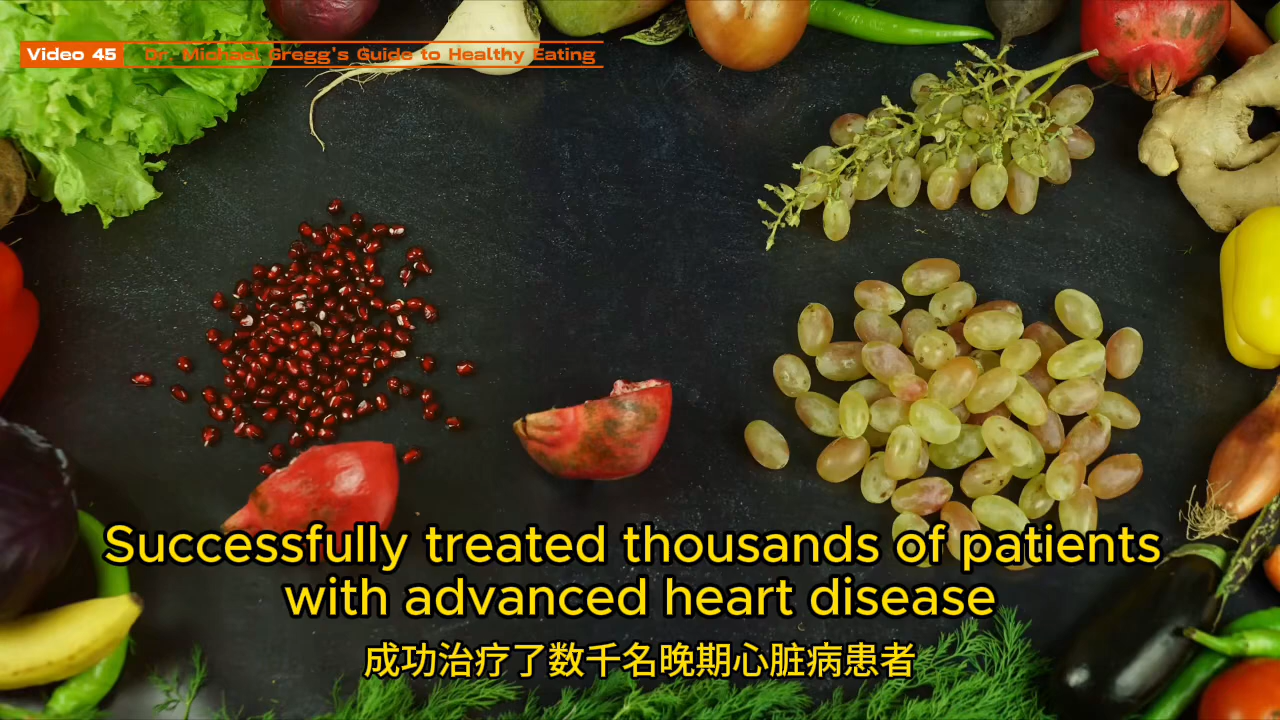 Video 45
Dr. Michael Gregg's Guide to Healthy Eating
Successfully treated thousands of patients
with advanced heart disease
成功治疗了数千名晚期心脏病患者